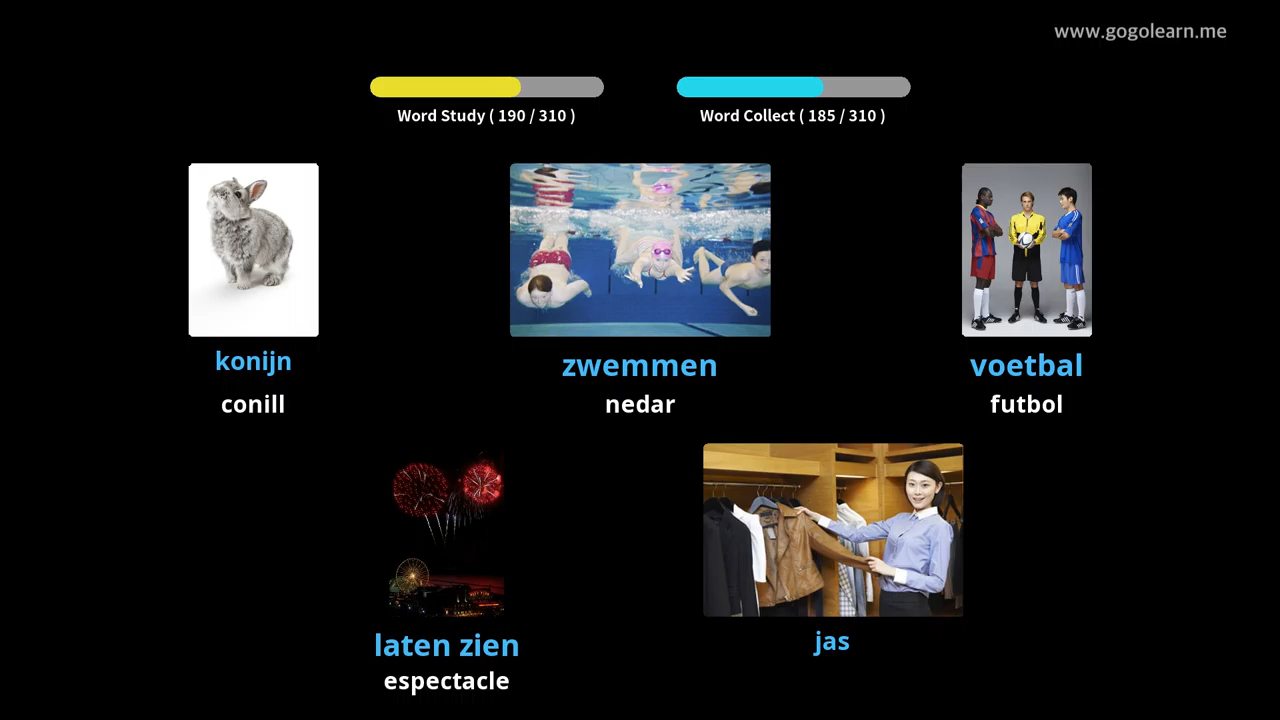 www.gogolearn.me
Word Study ( 190 / 310 )
Word Collect ( 185 / 310 )
konijn
conill
zwemmen
nedar
voetbal
futbol
laten zien
espectacle
jas